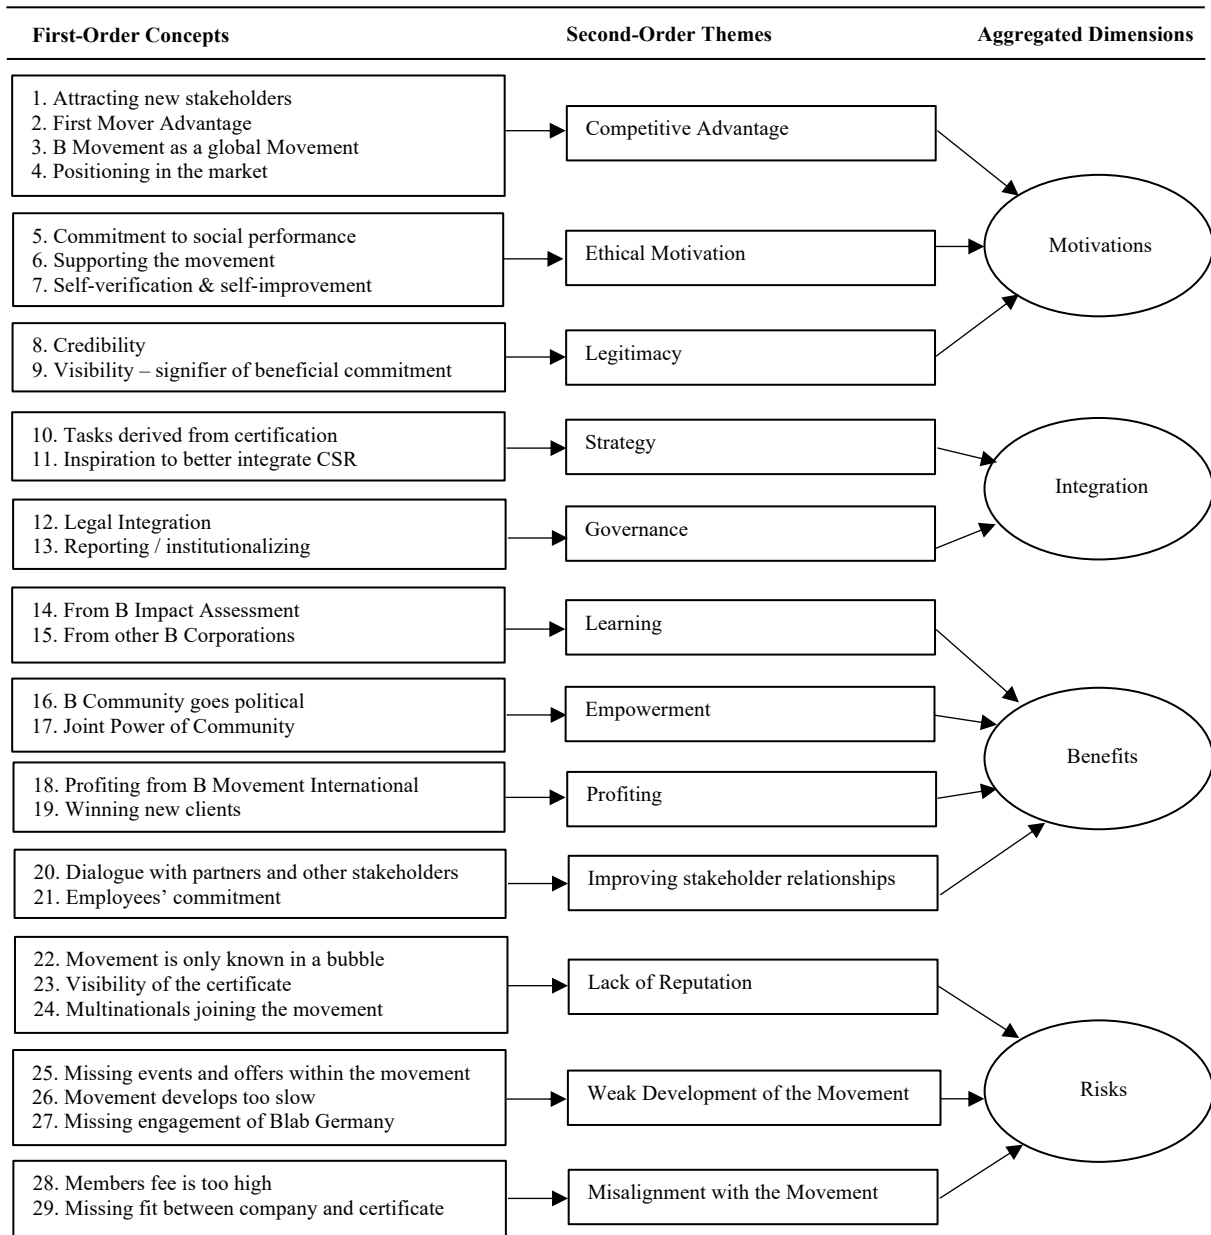 First-Order Concepts
Second-Order Themes
Aggregated Dimensions
1. Attracting new stakeholders
2. First Mover Advantage
3. B Movement as a global Movement
4. Positioning in the market
Competitive Advantage
5. Commitment to social performance
6. Supporting the movement
7. Self-verification & self-improvement
Ethical Motivation
Motivations
8. Credibility
9. Visibility – signifier of beneficial commitment
Legitimacy
10. Tasks derived from certification
11. Inspiration to better integrate CSR
Strategy
Integration
12. Legal Integration
13. Reporting / institutionalizing
Governance
14. From B Impact Assessment
15. From other B Corporations
Learning
16. B Community goes political
17. Joint Power of Community
Empowerment
Benefits
18. Profiting from B Movement International
19. Winning new clients
Profiting
20. Dialogue with partners and other stakeholders
21. Employees’ commitment
Improving stakeholder relationships
22. Movement is only known in a bubble
23. Visibility of the certificate
24. Multinationals joining the movement
Lack of Reputation
25. Missing events and offers within the movement
26. Movement develops too slow
27. Missing engagement of Blab Germany
Weak Development of the Movement
Risks
28. Members fee is too high
29. Missing fit between company and certificate
Misalignment with the Movement